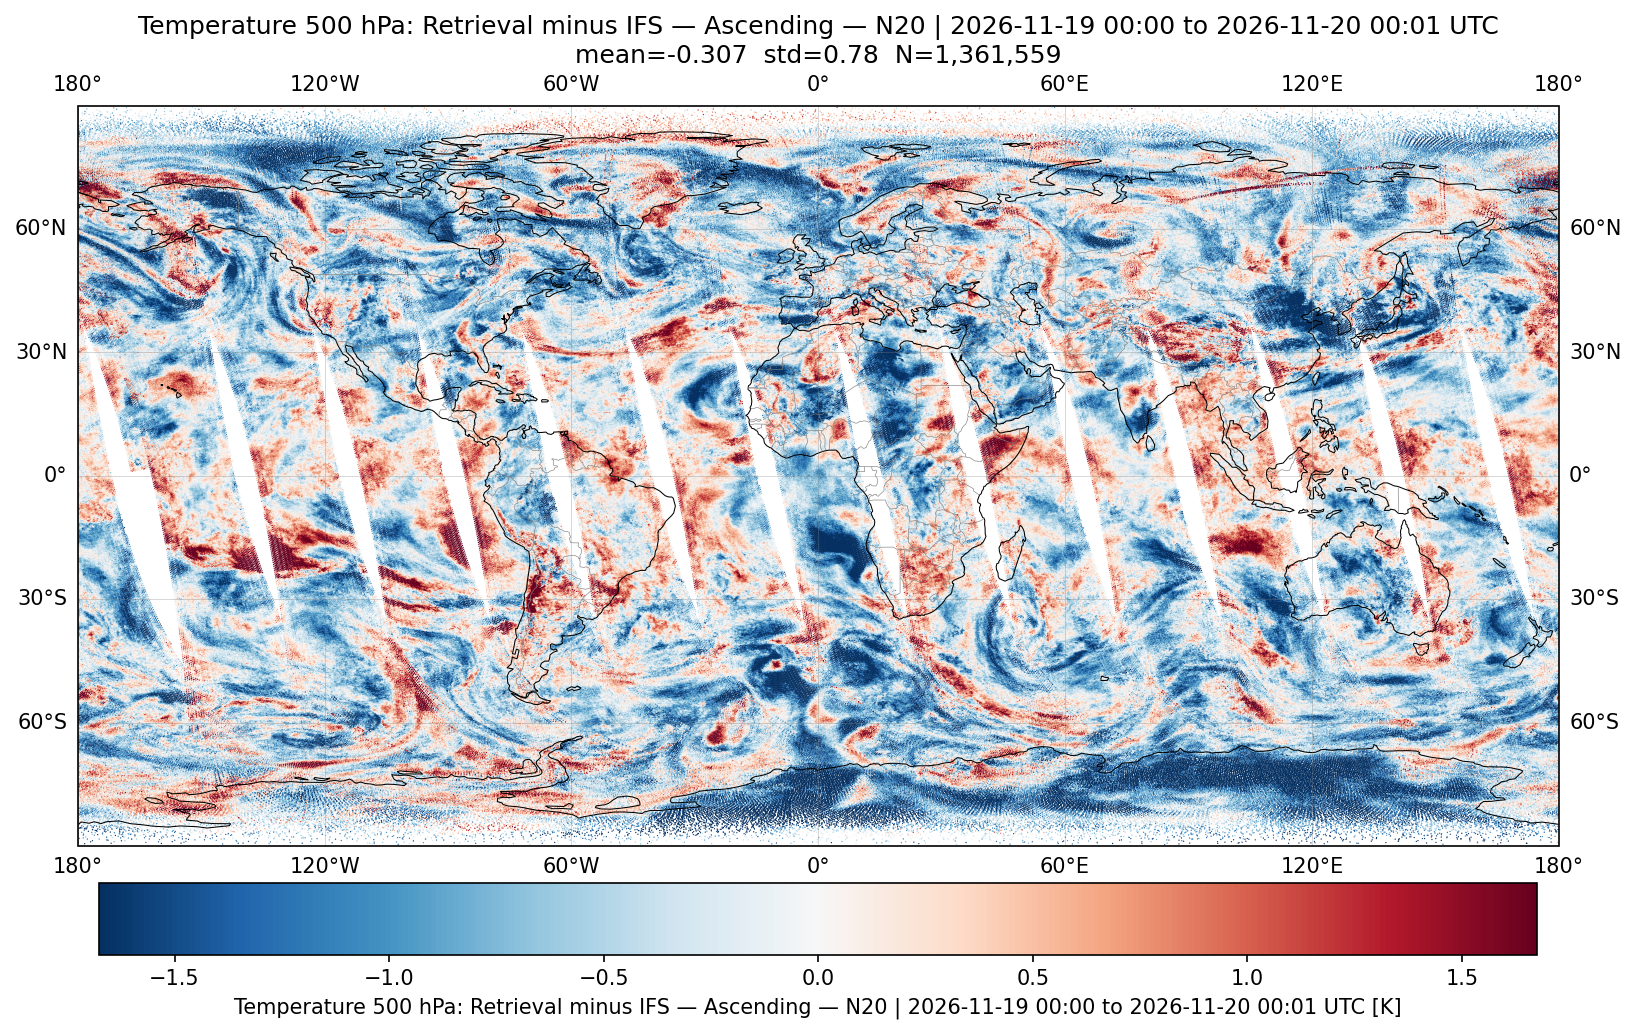 Temperature 500 hPa: Retrieval minus IFS — Ascending — N20 | 2026-11-19 00:00 to 2026-11-20 00:01 UTC
mean=-0.307  std=0.78  N=1,361,559
180° 120°W 60°W 0° 60°E 120°E 180°
60°N 60°N
30°N 30°N
0° 0°
30°S 30°S
60°S 60°S
180° 120°W 60°W 0° 60°E 120°E 180°
−1.5 −1.0 −0.5 0.0 0.5 1.0 1.5
Temperature 500 hPa: Retrieval minus IFS — Ascending — N20 | 2026-11-19 00:00 to 2026-11-20 00:01 UTC [K]